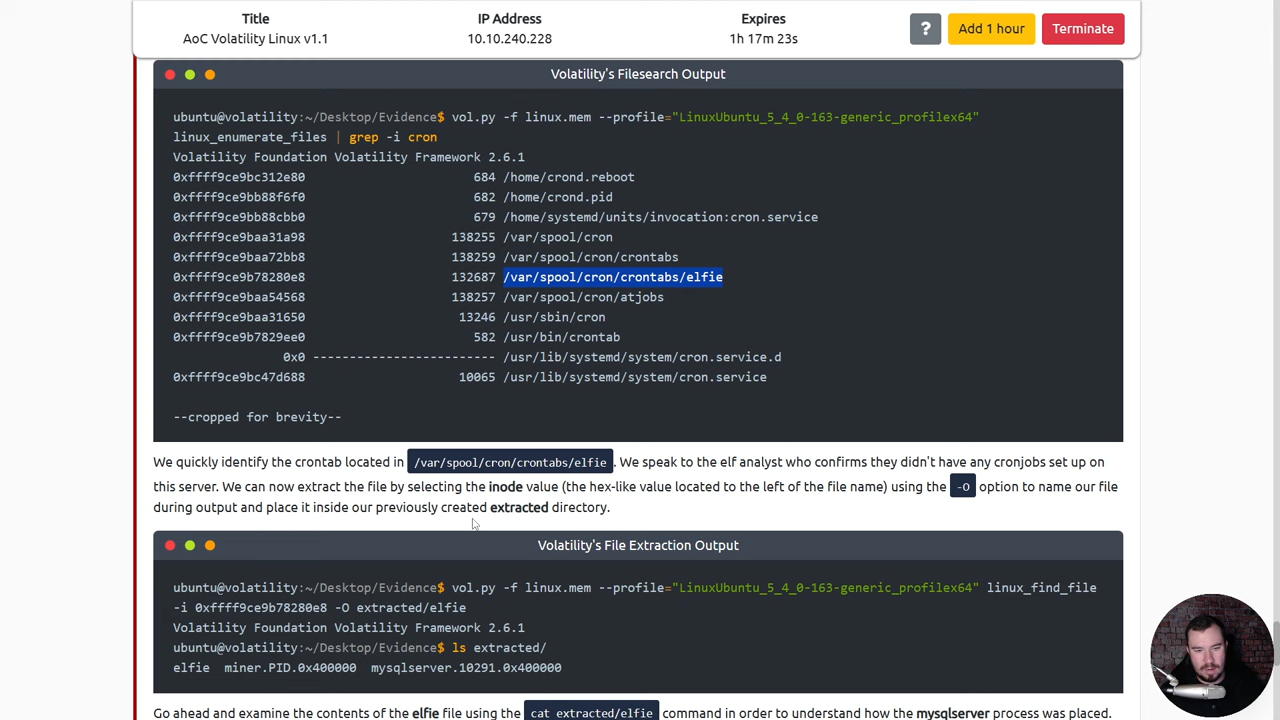 Title
AoC Volatility Linux v1.1
IP Address
10.10.240.228
Expires
1h 17m 23s
?
Add 1 hour
Terminate
Volatility's Filesearch Output
ubuntu@volatility:~/Desktop/Evidence$ vol.py -f linux.mem --profile="LinuxUbuntu_5_4_0-163-generic_profilex64"
linux_enumerate_files | grep -i cron
Volatility Foundation Volatility Framework 2.6.1
0xffff9ce9bc312e80 684 /home/crond.reboot
0xffff9ce9bb88f6f0 682 /home/crond.pid
0xffff9ce9bb88cbb0 679 /home/systemd/units/invocation:cron.service
0xffff9ce9baa31a98 138255 /var/spool/cron
0xffff9ce9baa72bb8 138259 /var/spool/cron/crontabs
0xffff9ce9b78280e8 132687 /var/spool/cron/crontabs/elfie
0xffff9ce9baa54568 138257 /var/spool/cron/atjobs
0xffff9ce9baa31650 13246 /usr/sbin/cron
0xffff9ce9b7829ee0 582 /usr/bin/crontab
0x0 ------------------------- /usr/lib/systemd/system/cron.service.d
0xffff9ce9bc47d688 10065 /usr/lib/systemd/system/cron.service
--cropped for brevity--
We quickly identify the crontab located in /var/spool/cron/crontabs/elfie . We speak to the elf analyst who confirms they didn't have any cronjobs set up on
this server. We can now extract the file by selecting the inode value (the hex-like value located to the left of the file name) using the -O option to name our file
during output and place it inside our previously created extracted directory.
Volatility's File Extraction Output
ubuntu@volatility:~/Desktop/Evidence$ vol.py -f linux.mem --profile="LinuxUbuntu_5_4_0-163-generic_profilex64" linux_find_file
-i 0xffff9ce9b78280e8 -O extracted/elfie
Volatility Foundation Volatility Framework 2.6.1
ubuntu@volatility:~/Desktop/Evidence$ ls extracted/
elfie miner.PID.0x400000 mysqlserver.10291.0x400000
Go ahead and examine the contents of the elfie file using the cat extracted/elfie command in order to understand how the mysqlserver process was placed.